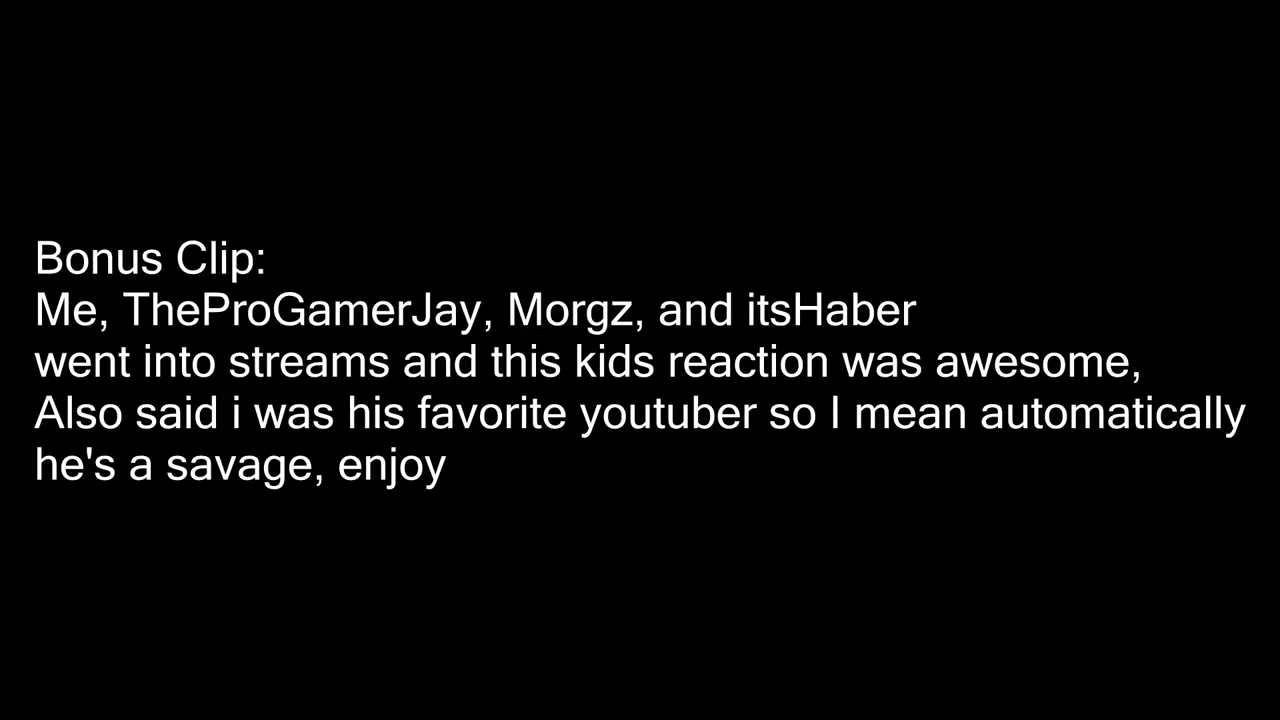 Bonus Clip:
Me, TheProGamerJay, Morgz, and itsHaber
went into streams and this kids reaction was awesome,
Also said i was his favorite youtuber so I mean automatically
he's a savage, enjoy